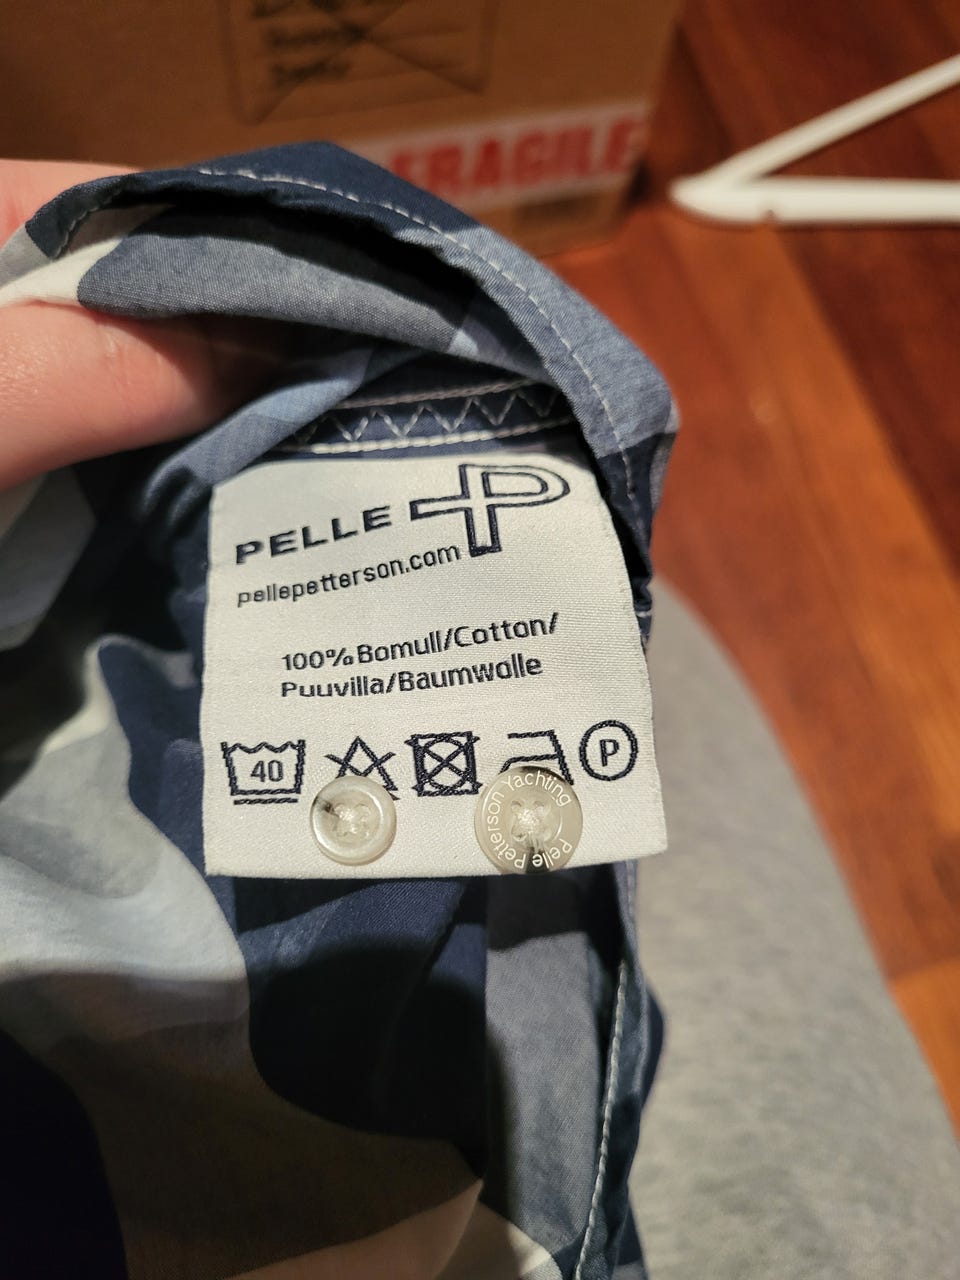 FRAGILE
PELLE P
pellepetterson.com
100% Bomull/Cotton/
Puuvilla/Baumwolle
40
P
Pelle Petterson Yachting